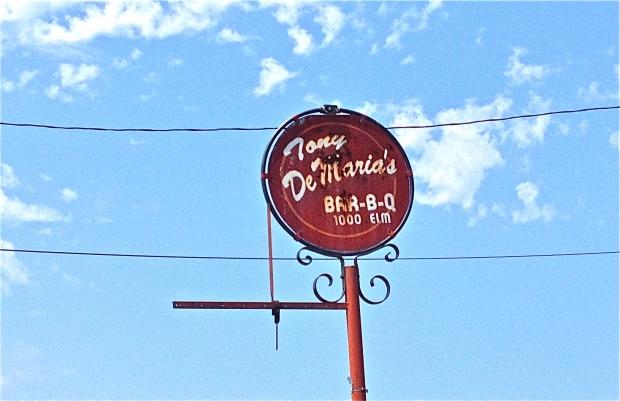 Tony
DeMaria's
BAR-B-Q
1000 ELM